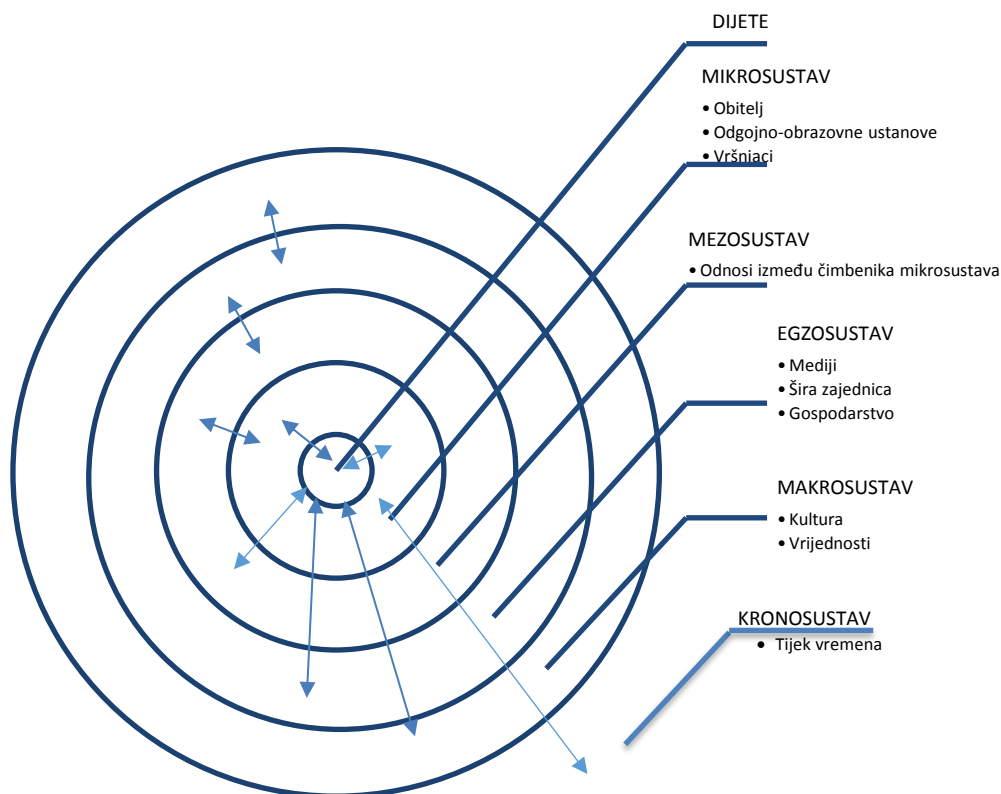 DIJETE
MIKROSUSTAV
• Obitelj
• Odgojno-obrazovne ustanove
• Vršnjaci
MEZOSUSTAV
• Odnosi između čimbenika mikrosustava
EGZOSUSTAV
• Mediji
• Šira zajednica
• Gospodarstvo
MAKROSUSTAV
• Kultura
• Vrijednosti
KRONOSUSTAV
• Tijek vremena